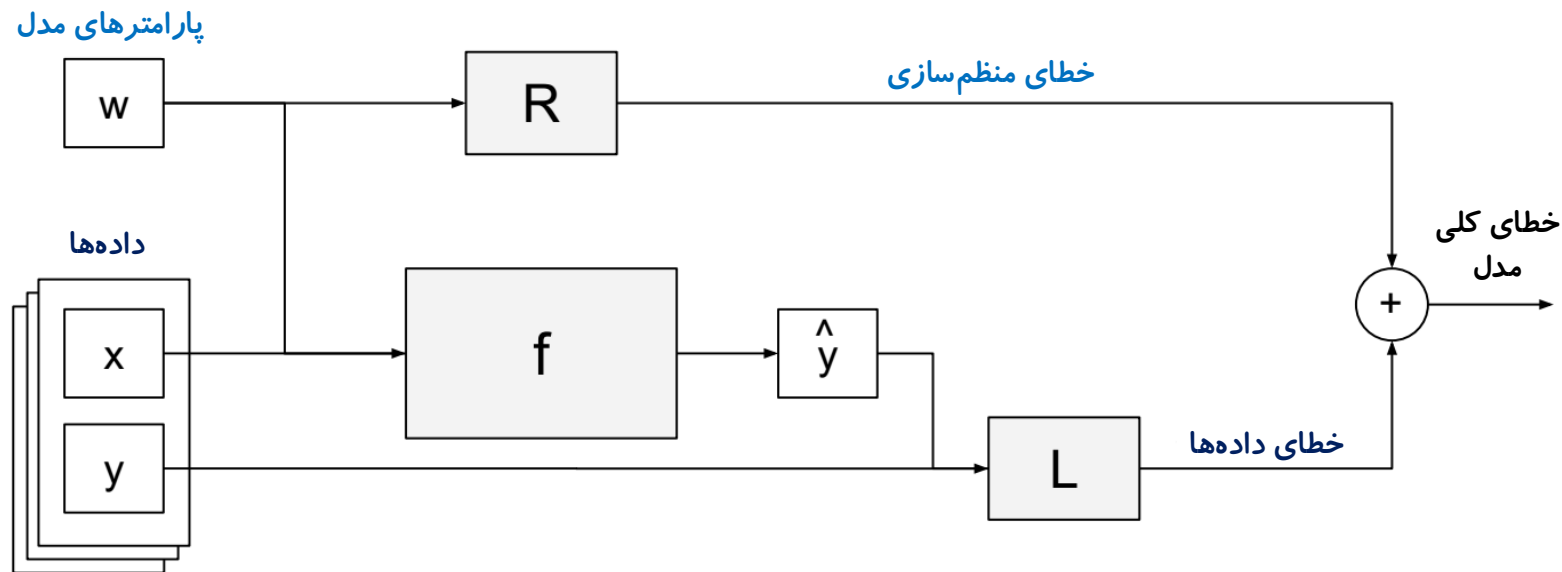 پارامترهای مدل
w
R
خطای منظم‌سازی
داده‌ها
x
f
ŷ
y
L
خطای داده‌ها
+
خطای کلی
مدل